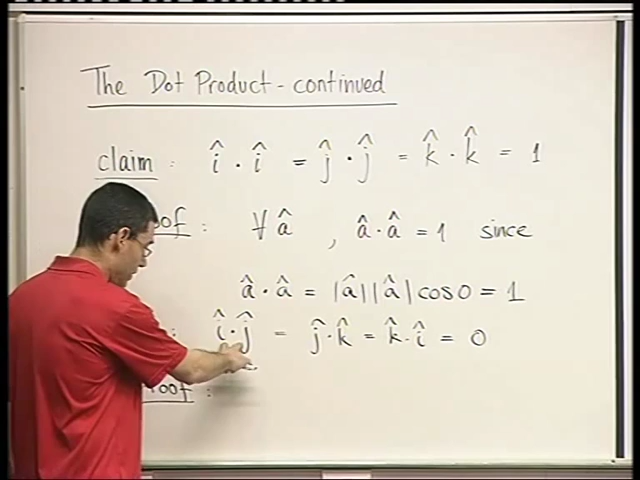 The Dot Product - continued
claim : î · î = ĵ · ĵ = k̂ · k̂ = 1
: ∀ â , â · â = 1 since
â · â = |â||â| cos 0 = 1
: î · ĵ = ĵ · k̂ = k̂ · î = 0
: